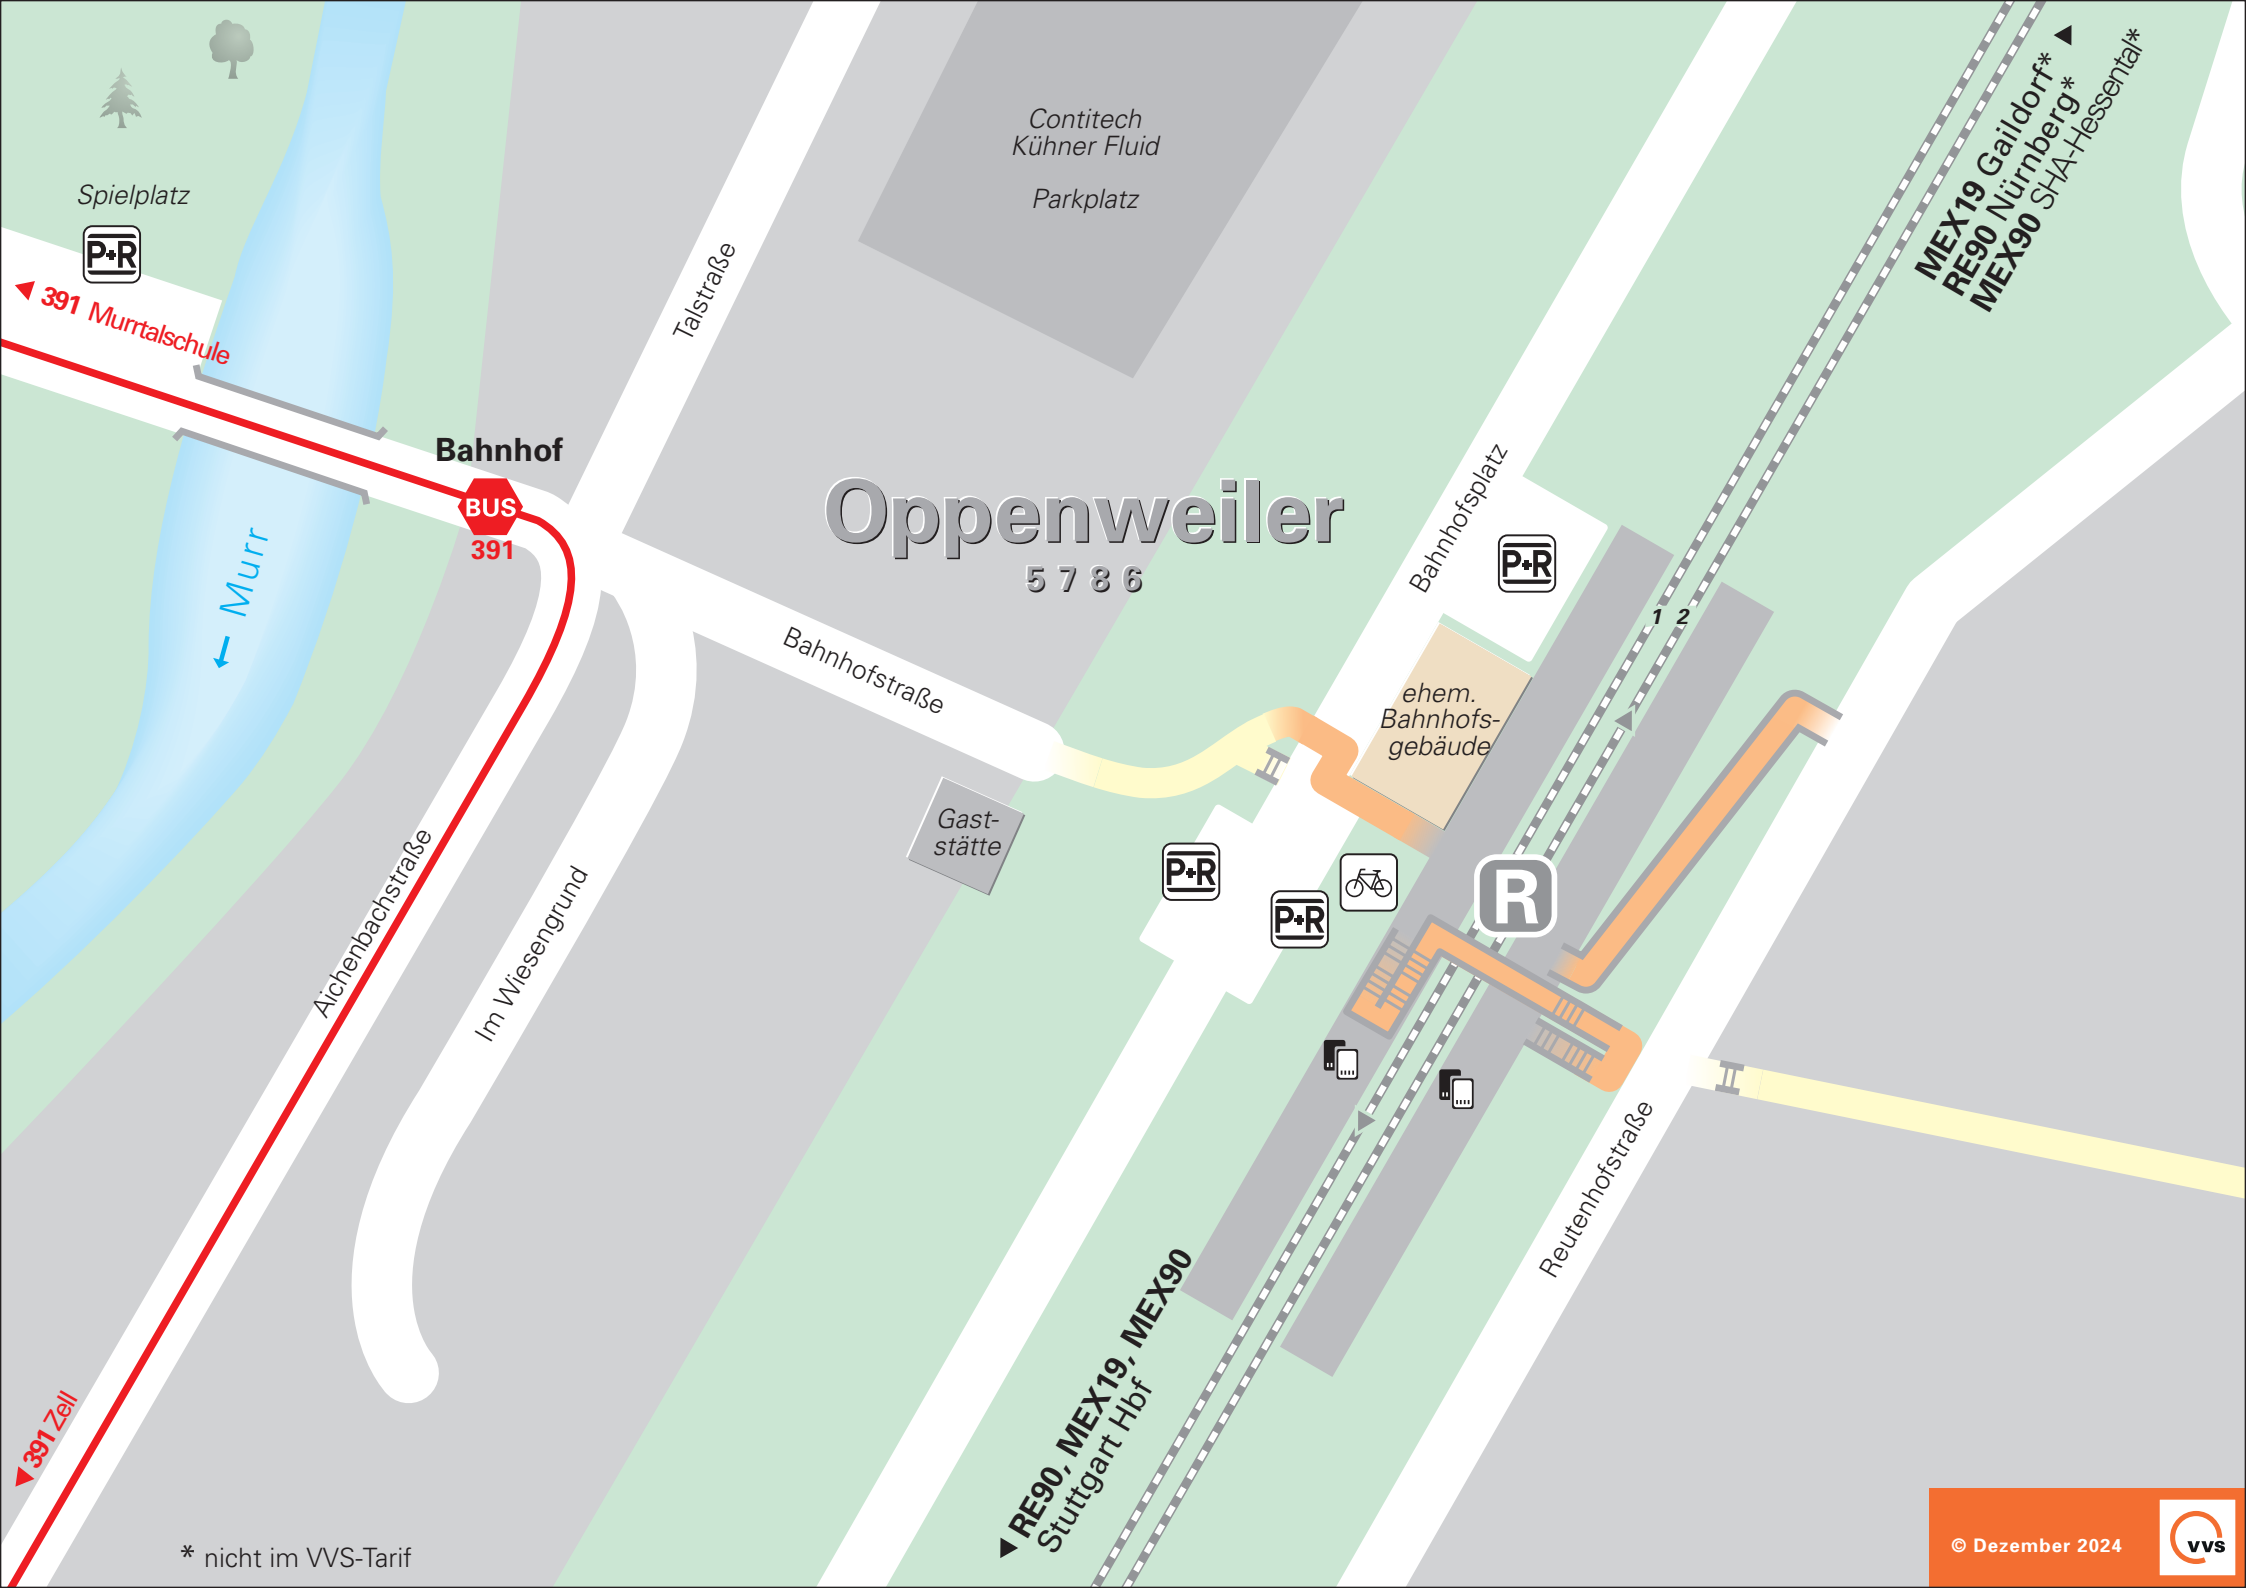 Contitech
Kühner Fluid
Parkplatz
MEX19 Gaildorf*
RE90 Nürnberg*
MEX90 SHA-Hessental*
Spielplatz
P+R
391 Murrtalschule
Talstraße
Bahnhof
BUS
391
Oppenweiler
5786
Bahnhofsplatz
P+R
Murr
1 2
Bahnhofstraße
ehem.
Bahnhofs-
gebäude
Gast-
stätte
P+R
P+R
R
Aichenbachstraße
Im Wiesengrund
Reutenhofstraße
RE90, MEX19, MEX90
Stuttgart Hbf
391 Zell
* nicht im VVS-Tarif
© Dezember 2024
vvs